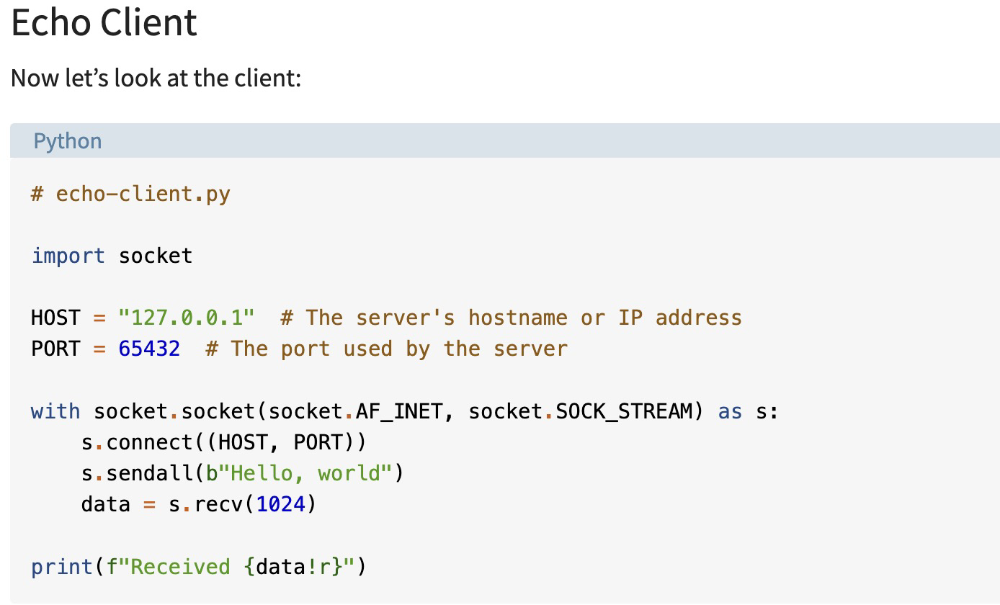 Echo Client
Now let’s look at the client:
Python
# echo-client.py
import socket
HOST = "127.0.0.1"  # The server's hostname or IP address
PORT = 65432  # The port used by the server
with socket.socket(socket.AF_INET, socket.SOCK_STREAM) as s:
    s.connect((HOST, PORT))
    s.sendall(b"Hello, world")
    data = s.recv(1024)
print(f"Received {data!r}")